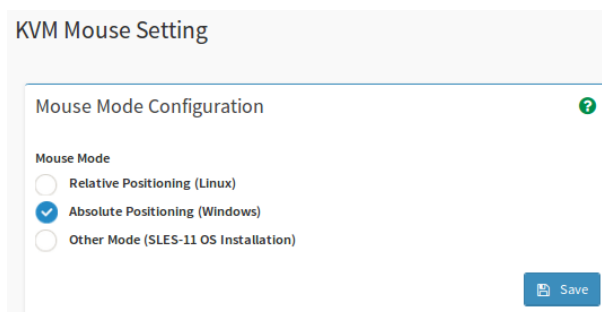 KVM Mouse Setting
Mouse Mode Configuration
?
Mouse Mode
Relative Positioning (Linux)
Absolute Positioning (Windows)
Other Mode (SLES-11 OS Installation)
Save